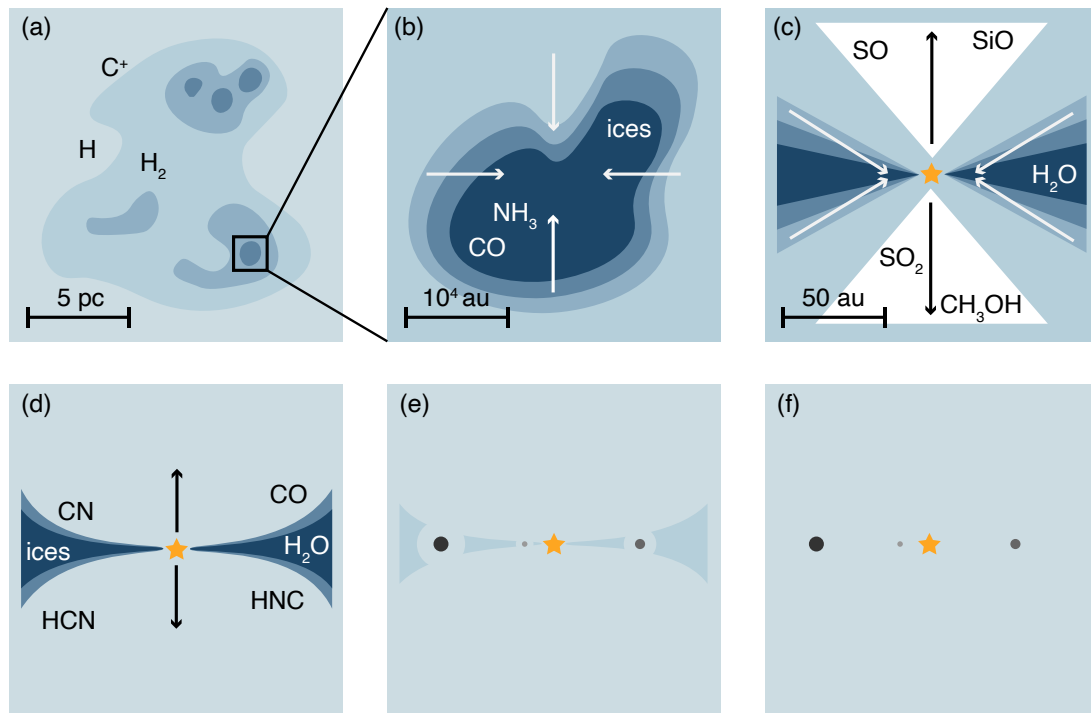 (a)
C⁺
H
H₂
5 pc
(b)
ices
NH₃
CO
10⁴ au
(c)
SO
SiO
H₂O
SO₂
CH₃OH
50 au
(d)
CN
CO
ices
H₂O
HCN
HNC
(e)
(f)